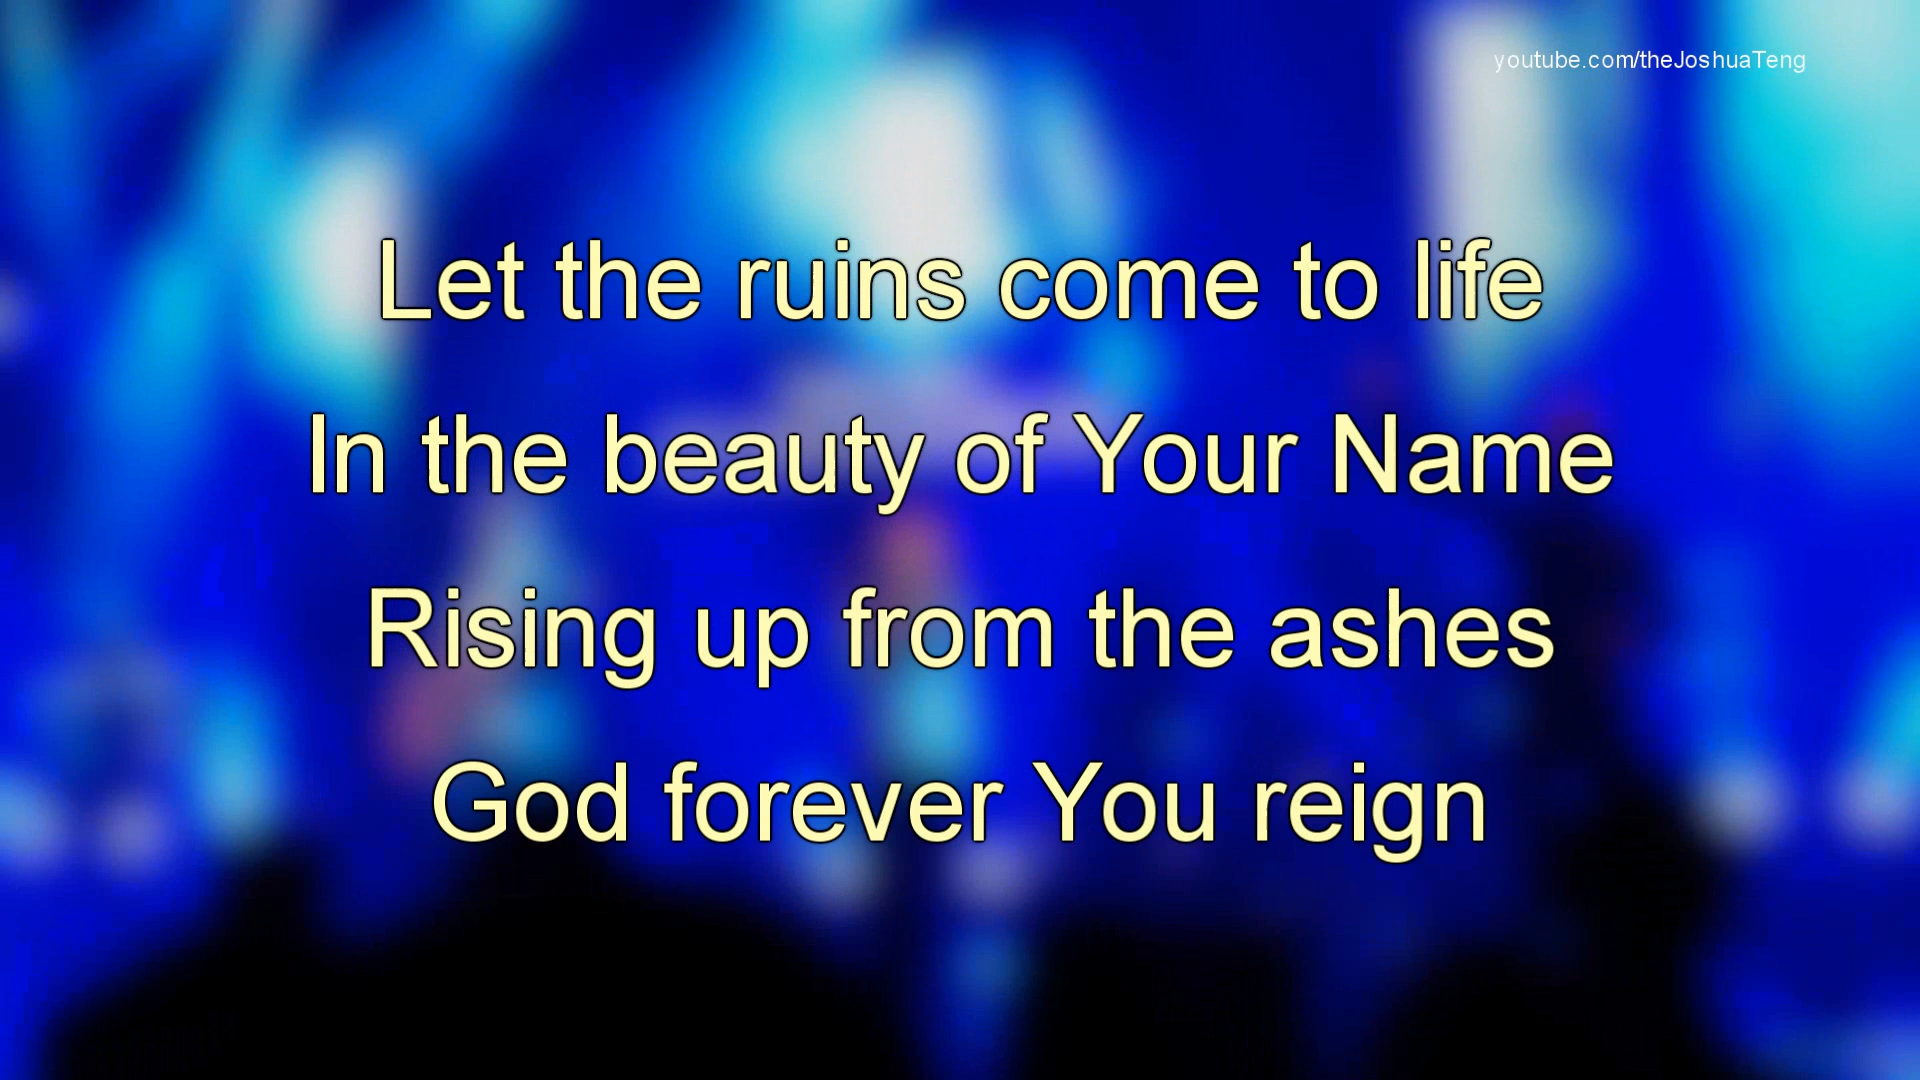 youtube.com/theJoshuaTeng
Let the ruins come to life
In the beauty of Your Name
Rising up from the ashes
God forever You reign